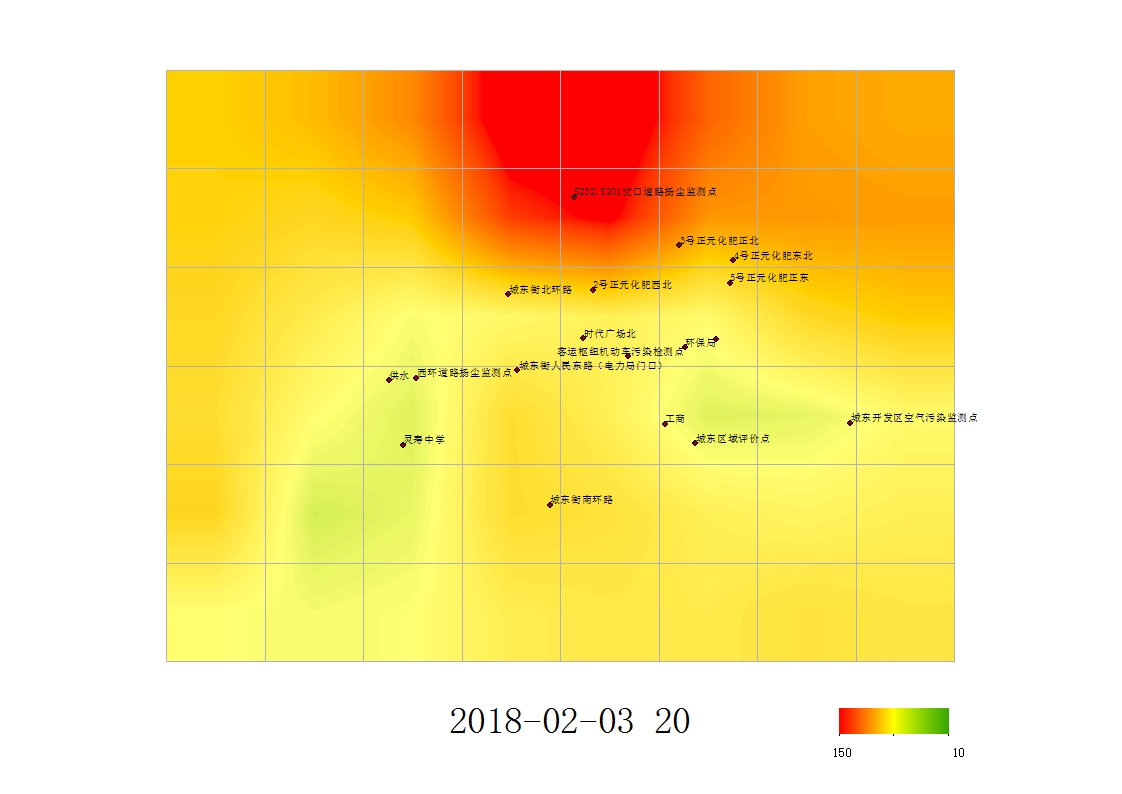 S232,S201交口道路扬尘监测点
3号正元化肥正北
4号正元化肥东北
5号正元化肥正东
2号正元化肥西北
城东街北环路
时代广场北
环保局
客运枢纽机动车污染检测点
城东街人民东路（电力局门口）
西环道路扬尘监测点
供水
工商
城东开发区空气污染监测点
城东区域评价点
灵寿中学
城东街南环路
2018-02-03 20
150
10